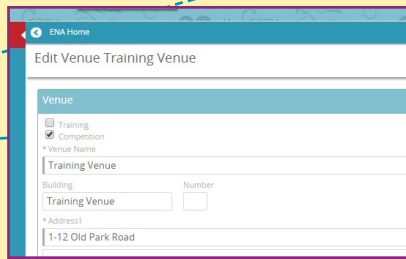 ENA Home
Edit Venue Training Venue
Venue
Training
Competition
* Venue Name
Training Venue
Building Number
Training Venue
* Address1
1-12 Old Park Road